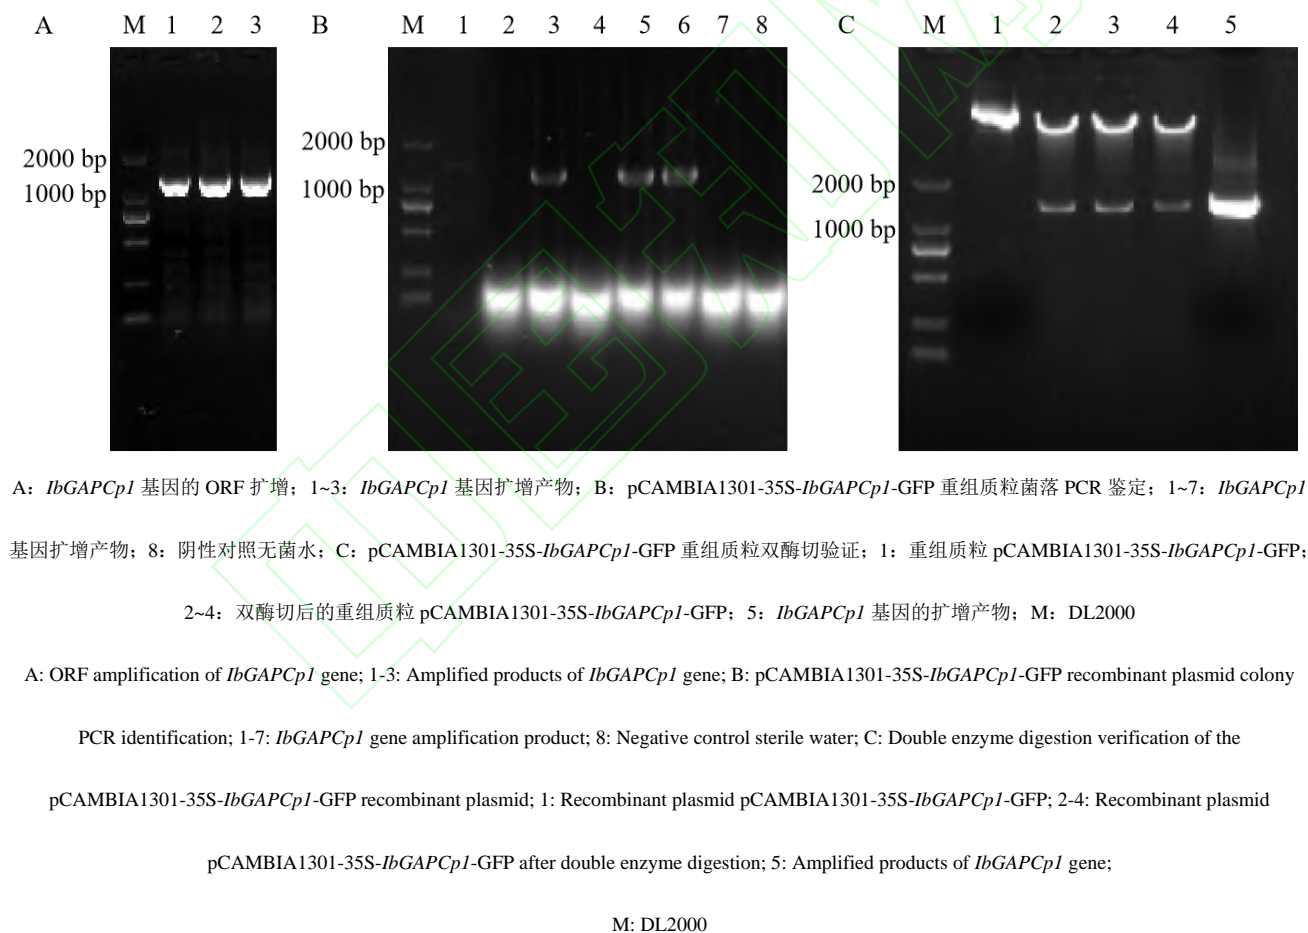 A M 1 2 3 B M 1 2 3 4 5 6 7 8 C M 1 2 3 4 5
2000 bp
1000 bp
2000 bp
1000 bp
2000 bp
1000 bp
A：IbGAPCp1 基因的 ORF 扩增；1~3：IbGAPCp1 基因扩增产物；B：pCAMBIA1301-35S-IbGAPCp1-GFP 重组质粒菌落 PCR 鉴定；1~7：IbGAPCp1
基因扩增产物；8：阴性对照无菌水；C：pCAMBIA1301-35S-IbGAPCp1-GFP 重组质粒双酶切验证；1：重组质粒 pCAMBIA1301-35S-IbGAPCp1-GFP；
2~4：双酶切后的重组质粒 pCAMBIA1301-35S-IbGAPCp1-GFP；5：IbGAPCp1 基因的扩增产物；M：DL2000
A: ORF amplification of IbGAPCp1 gene; 1-3: Amplified products of IbGAPCp1 gene; B: pCAMBIA1301-35S-IbGAPCp1-GFP recombinant plasmid colony
PCR identification; 1-7: IbGAPCp1 gene amplification product; 8: Negative control sterile water; C: Double enzyme digestion verification of the
pCAMBIA1301-35S-IbGAPCp1-GFP recombinant plasmid; 1: Recombinant plasmid pCAMBIA1301-35S-IbGAPCp1-GFP; 2-4: Recombinant plasmid
pCAMBIA1301-35S-IbGAPCp1-GFP after double enzyme digestion; 5: Amplified products of IbGAPCp1 gene;
M: DL2000